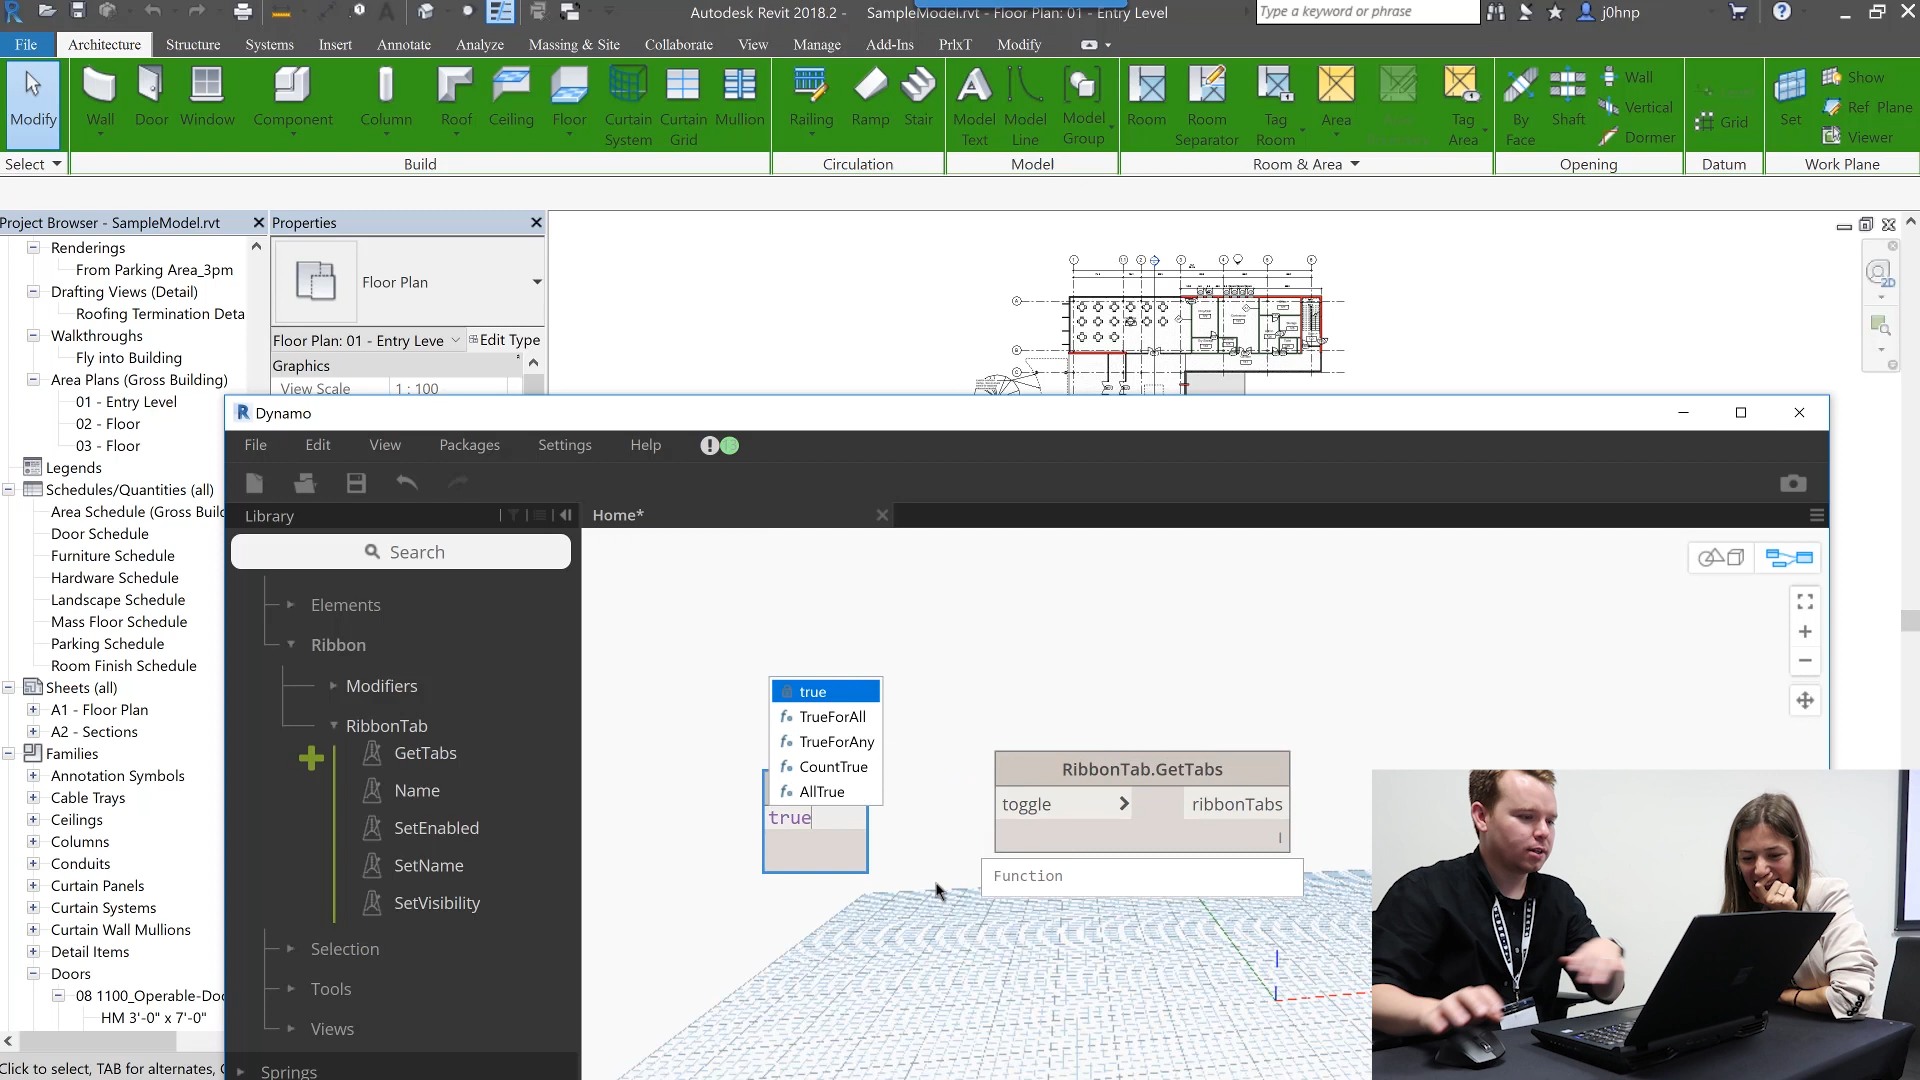 Autodesk Revit 2018.2 -
SampleModel.rvt - Floor Plan: 01 - Entry Level
Type a keyword or phrase
j0hnp
File
Architecture
Structure
Systems
Insert
Annotate
Analyze
Massing & Site
Collaborate
View
Manage
Add-Ins
PrlxT
Modify
Modify
Wall
Door
Window
Component
Column
Roof
Ceiling
Floor
Curtain
System
Curtain
Grid
Mullion
Railing
Ramp
Stair
Model
Text
Model
Line
Model
Group
Room
Room
Separator
Tag
Room
Area
Tag
Area
By
Face
Shaft
Wall
Vertical
Dormer
Grid
Set
Show
Ref Plane
Viewer
Select
Build
Circulation
Model
Room & Area
Opening
Datum
Work Plane
Project Browser - SampleModel.rvt
Renderings
From Parking Area_3pm
Drafting Views (Detail)
Roofing Termination Deta
Walkthroughs
Fly into Building
Area Plans (Gross Building)
01 - Entry Level
02 - Floor
03 - Floor
Legends
Schedules/Quantities (all)
Area Schedule (Gross Builc
Door Schedule
Furniture Schedule
Hardware Schedule
Landscape Schedule
Mass Floor Schedule
Parking Schedule
Room Finish Schedule
Sheets (all)
A1 - Floor Plan
A2 - Sections
Families
Annotation Symbols
Cable Trays
Ceilings
Columns
Conduits
Curtain Panels
Curtain Systems
Curtain Wall Mullions
Detail Items
Doors
08 1100_Operable-Doo
HM 3'-0" x 7'-0"
Click to select, TAB for alternates, C
Properties
Floor Plan
Floor Plan: 01 - Entry Leve
Edit Type
Graphics
View Scale
1 : 100
2D
Dynamo
File
Edit
View
Packages
Settings
Help
Library
Home*
Search
Elements
Ribbon
Modifiers
RibbonTab
GetTabs
Name
SetEnabled
SetName
SetVisibility
Selection
Tools
Views
Springs
true
TrueForAll
TrueForAny
CountTrue
AllTrue
true
RibbonTab.GetTabs
toggle
ribbonTabs
Function